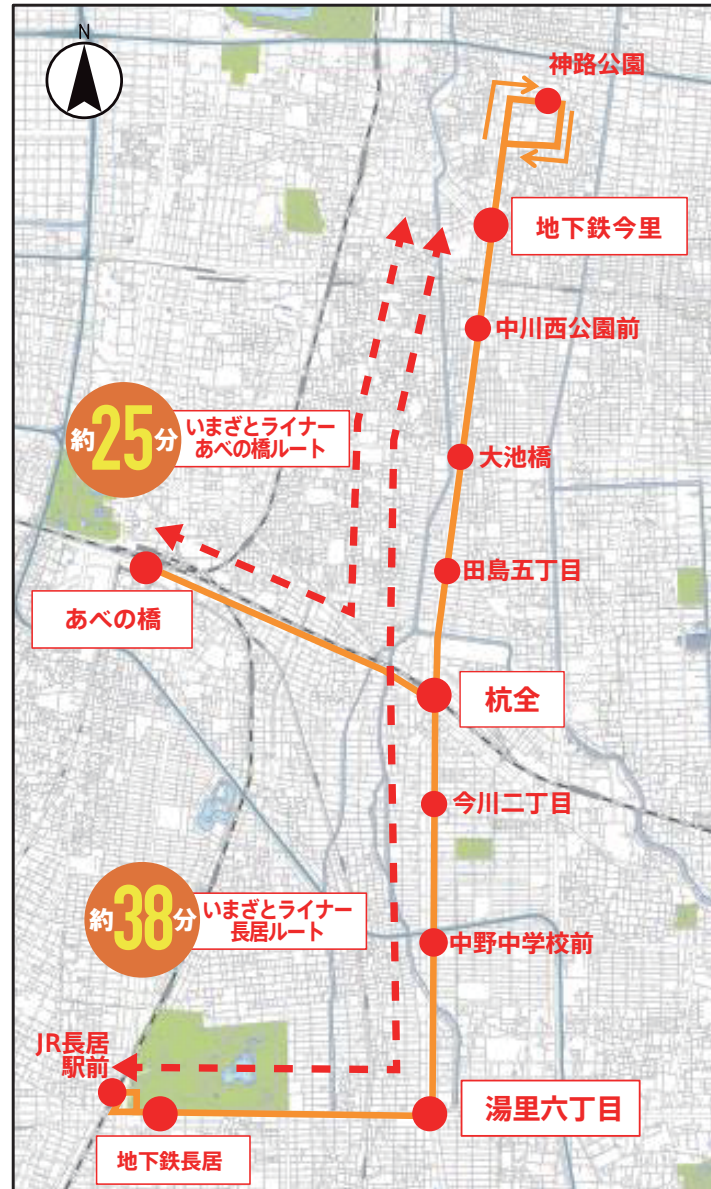 N
神路公園
地下鉄今里
中川西公園前
約25分
いまざとライナー
あべの橋ルート
大池橋
田島五丁目
あべの橋
杭全
今川二丁目
約38分
いまざとライナー
長居ルート
中野中学校前
JR長居
駅前
湯里六丁目
地下鉄長居